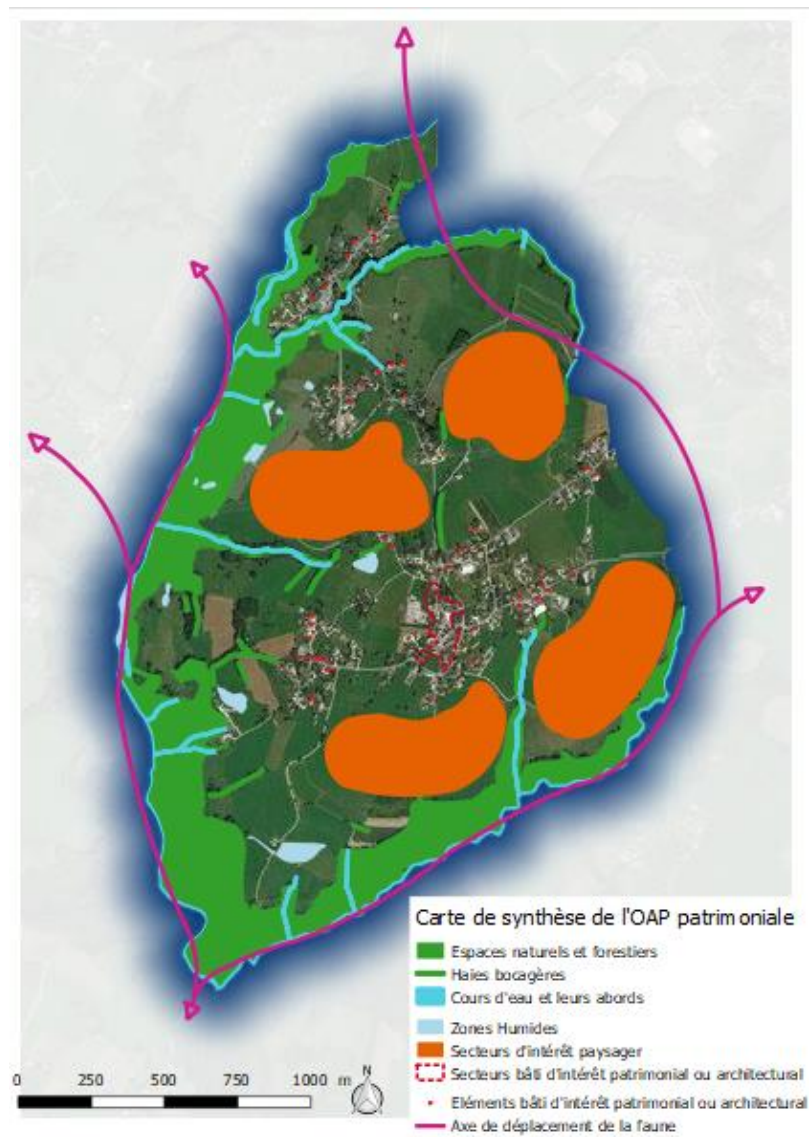 Carte de synthèse de l'OAP patrimoniale
Espaces naturels et forestiers
Haies bocagères
Cours d'eau et leurs abords
Zones Humides
Secteurs d'intérêt paysager
Secteurs bâti d'intérêt patrimonial ou architectural
Eléments bâti d'intérêt patrimonial ou architectural
Axe de déplacement de la faune
0 250 500 750 1000 m
N